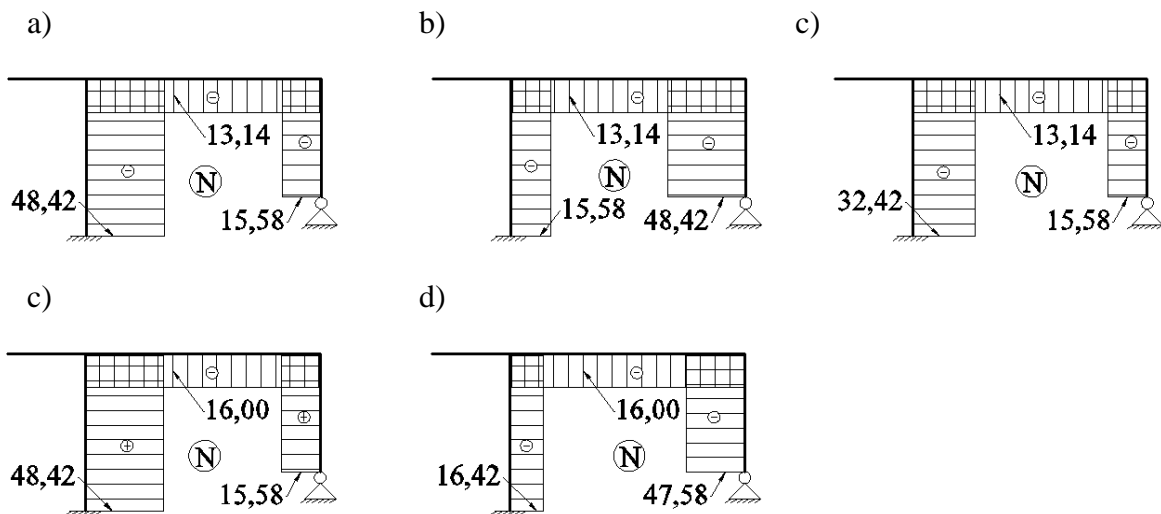 a) b) c)
13,14 13,14 13,14
N N N
48,42 15,58 15,58 48,42 32,42 15,58
c) d)
16,00 16,00
N N
48,42 15,58 16,42 47,58